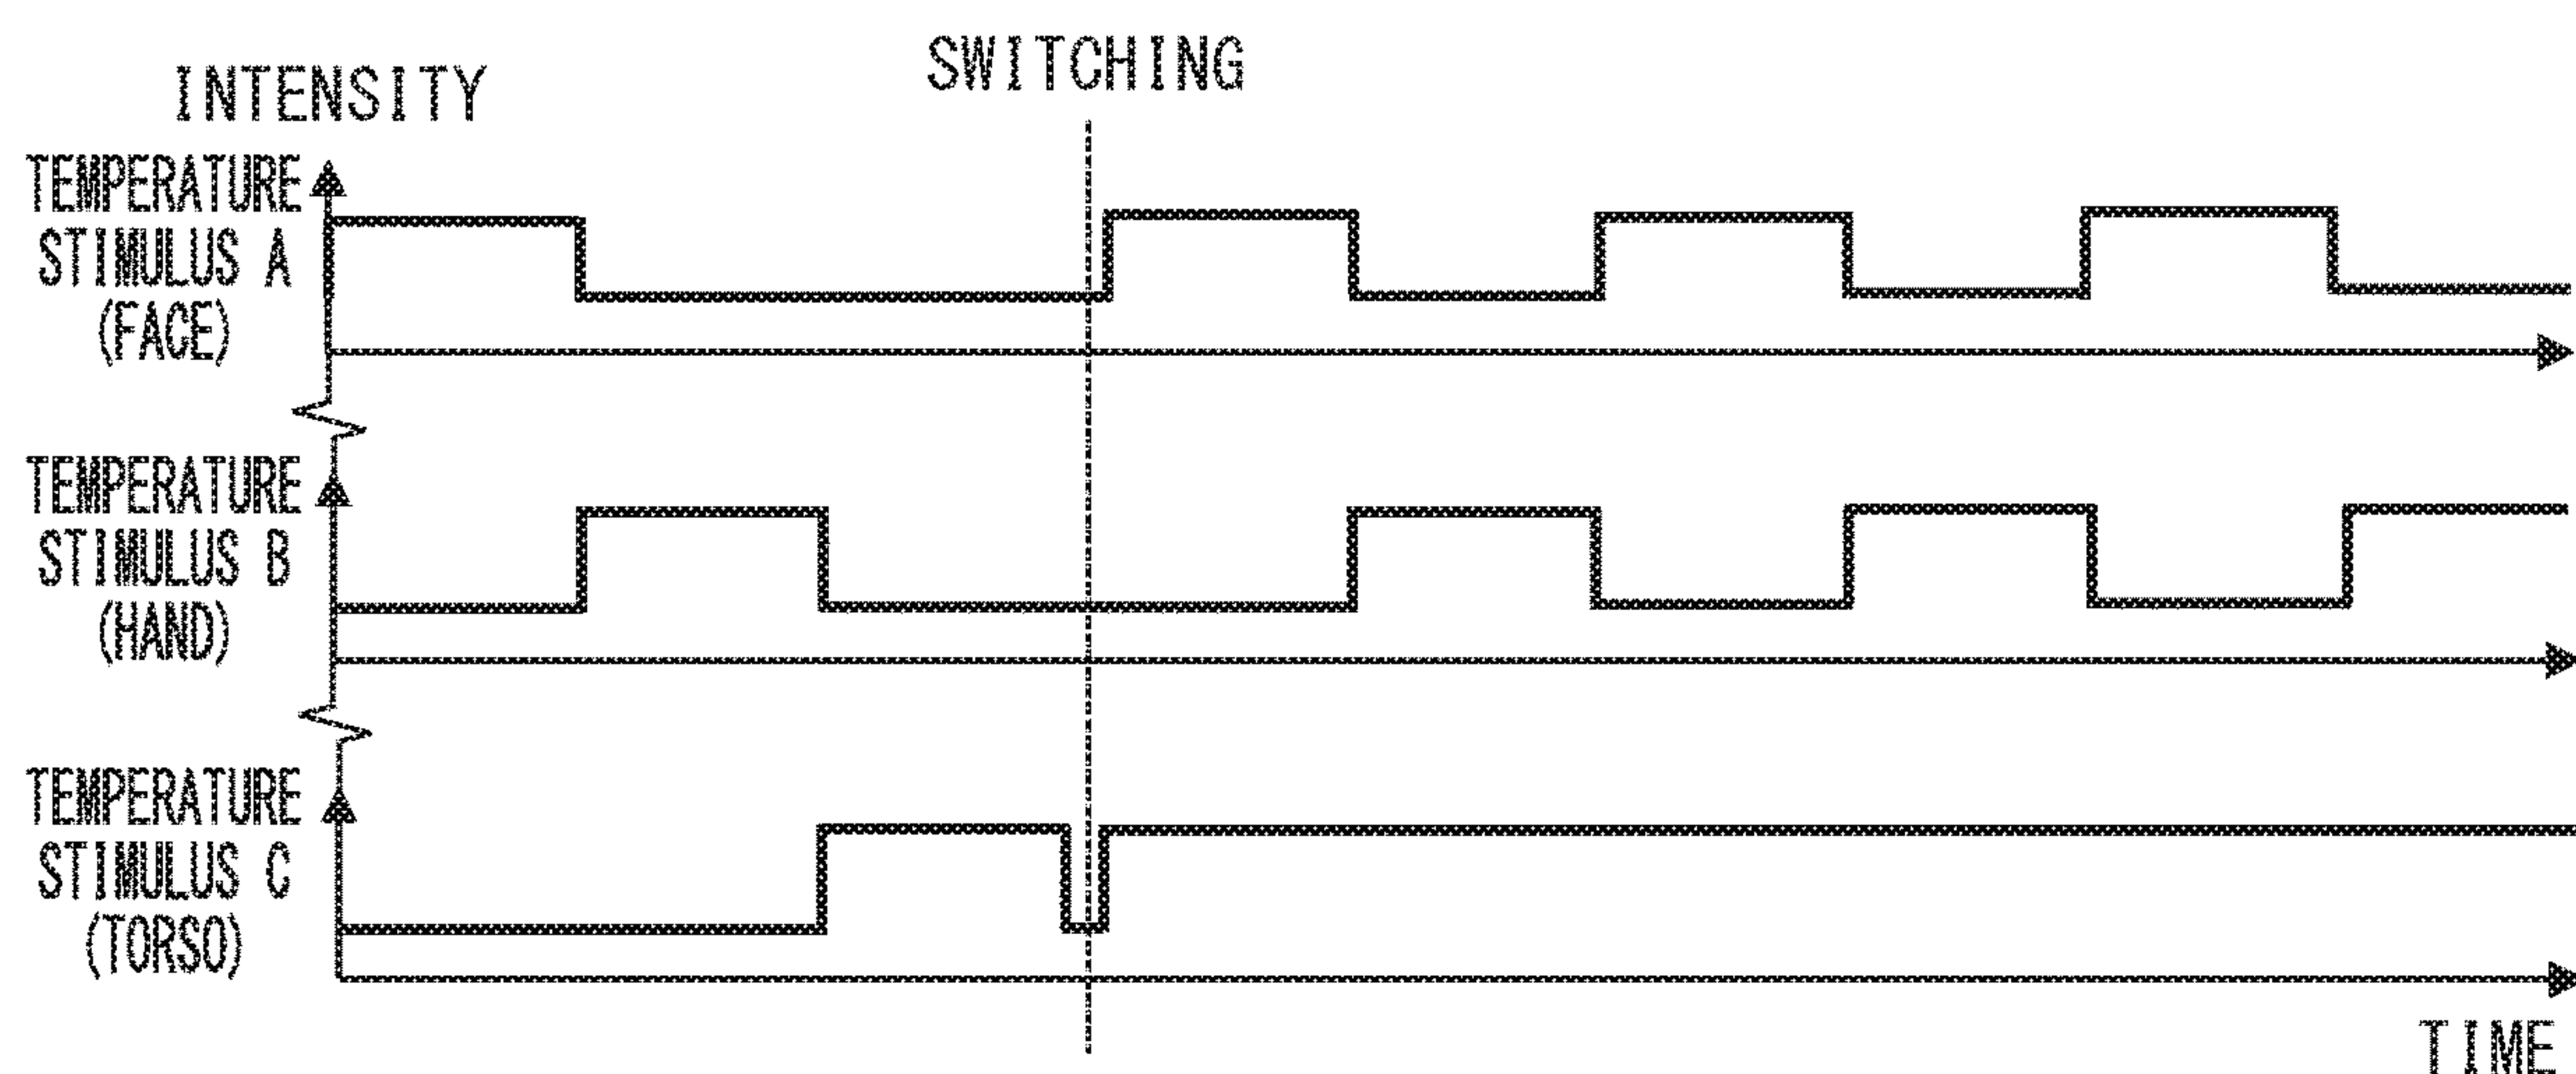 SWITCHING
INTENSITY
TEMPERATURE
STIMULUS A
(FACE)
TEMPERATURE
STIMULUS B
(HAND)
TEMPERATURE
STIMULUS C
(TORSO)
TIME